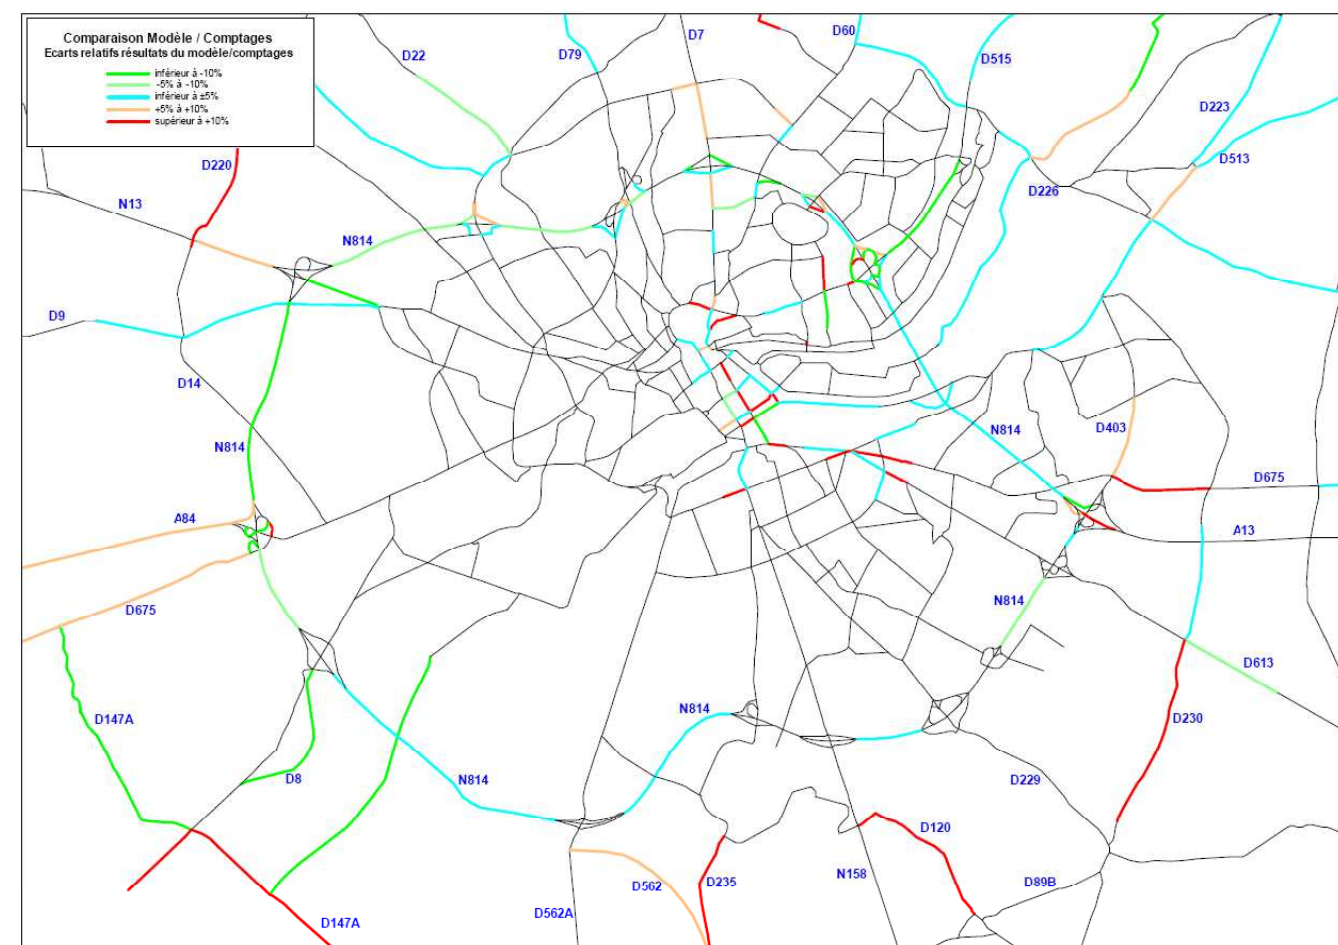 Comparaison Modèle / Comptages
Ecarts relatifs résultats du modèle/comptages
inférieur à -10%
-5% à -10%
inférieur à ±5%
+5% à +10%
supérieur à +10%
D7
D60
D22
D79
D515
D223
D513
D220
D226
N13
N814
D9
D14
N814
N814
D403
D675
A84
A13
D675
N814
D613
D147A
N814
D230
D8
N814
D229
D120
D562
D235
N158
D89B
D562A
D147A